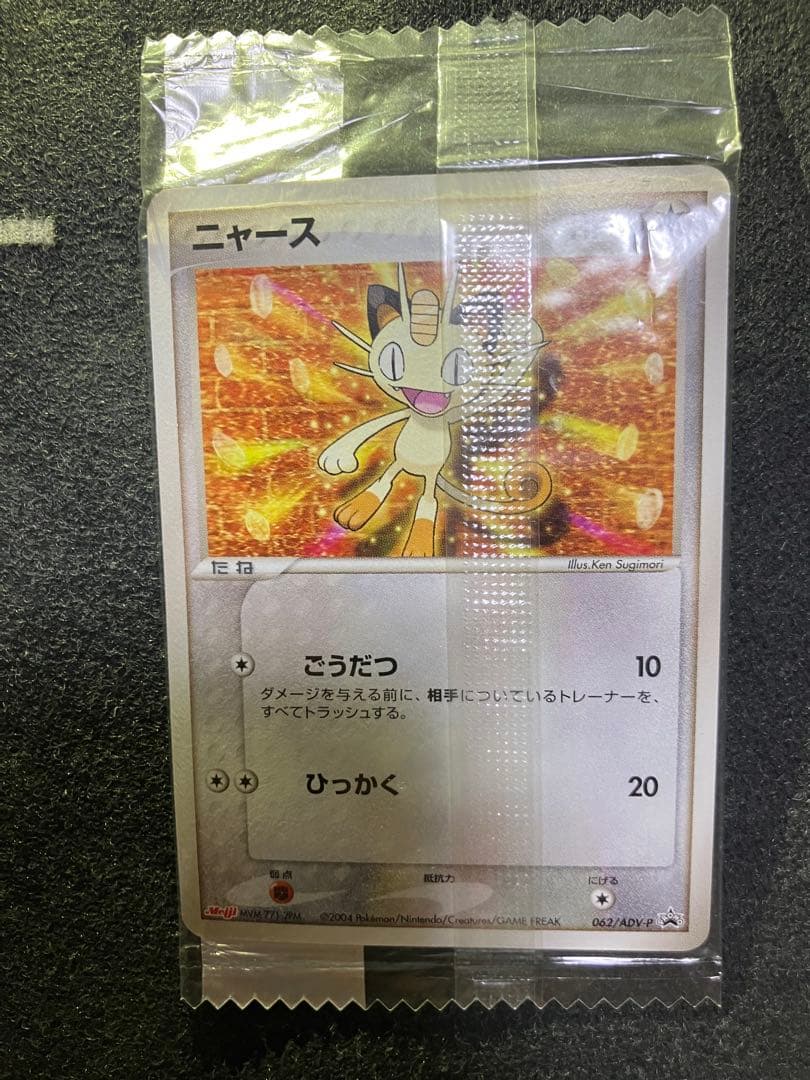 ニャース
たね
Illus.Ken Sugimori
ごうだつ 10
ダメージを与える前に、相手についているトレーナーを、
すべてトラッシュする。
ひっかく 20
弱点 抵抗力 にげる
Meiji MVM 771-2PM ©2004 Pokémon/Nintendo/Creatures/GAME FREAK 062/ADV-P